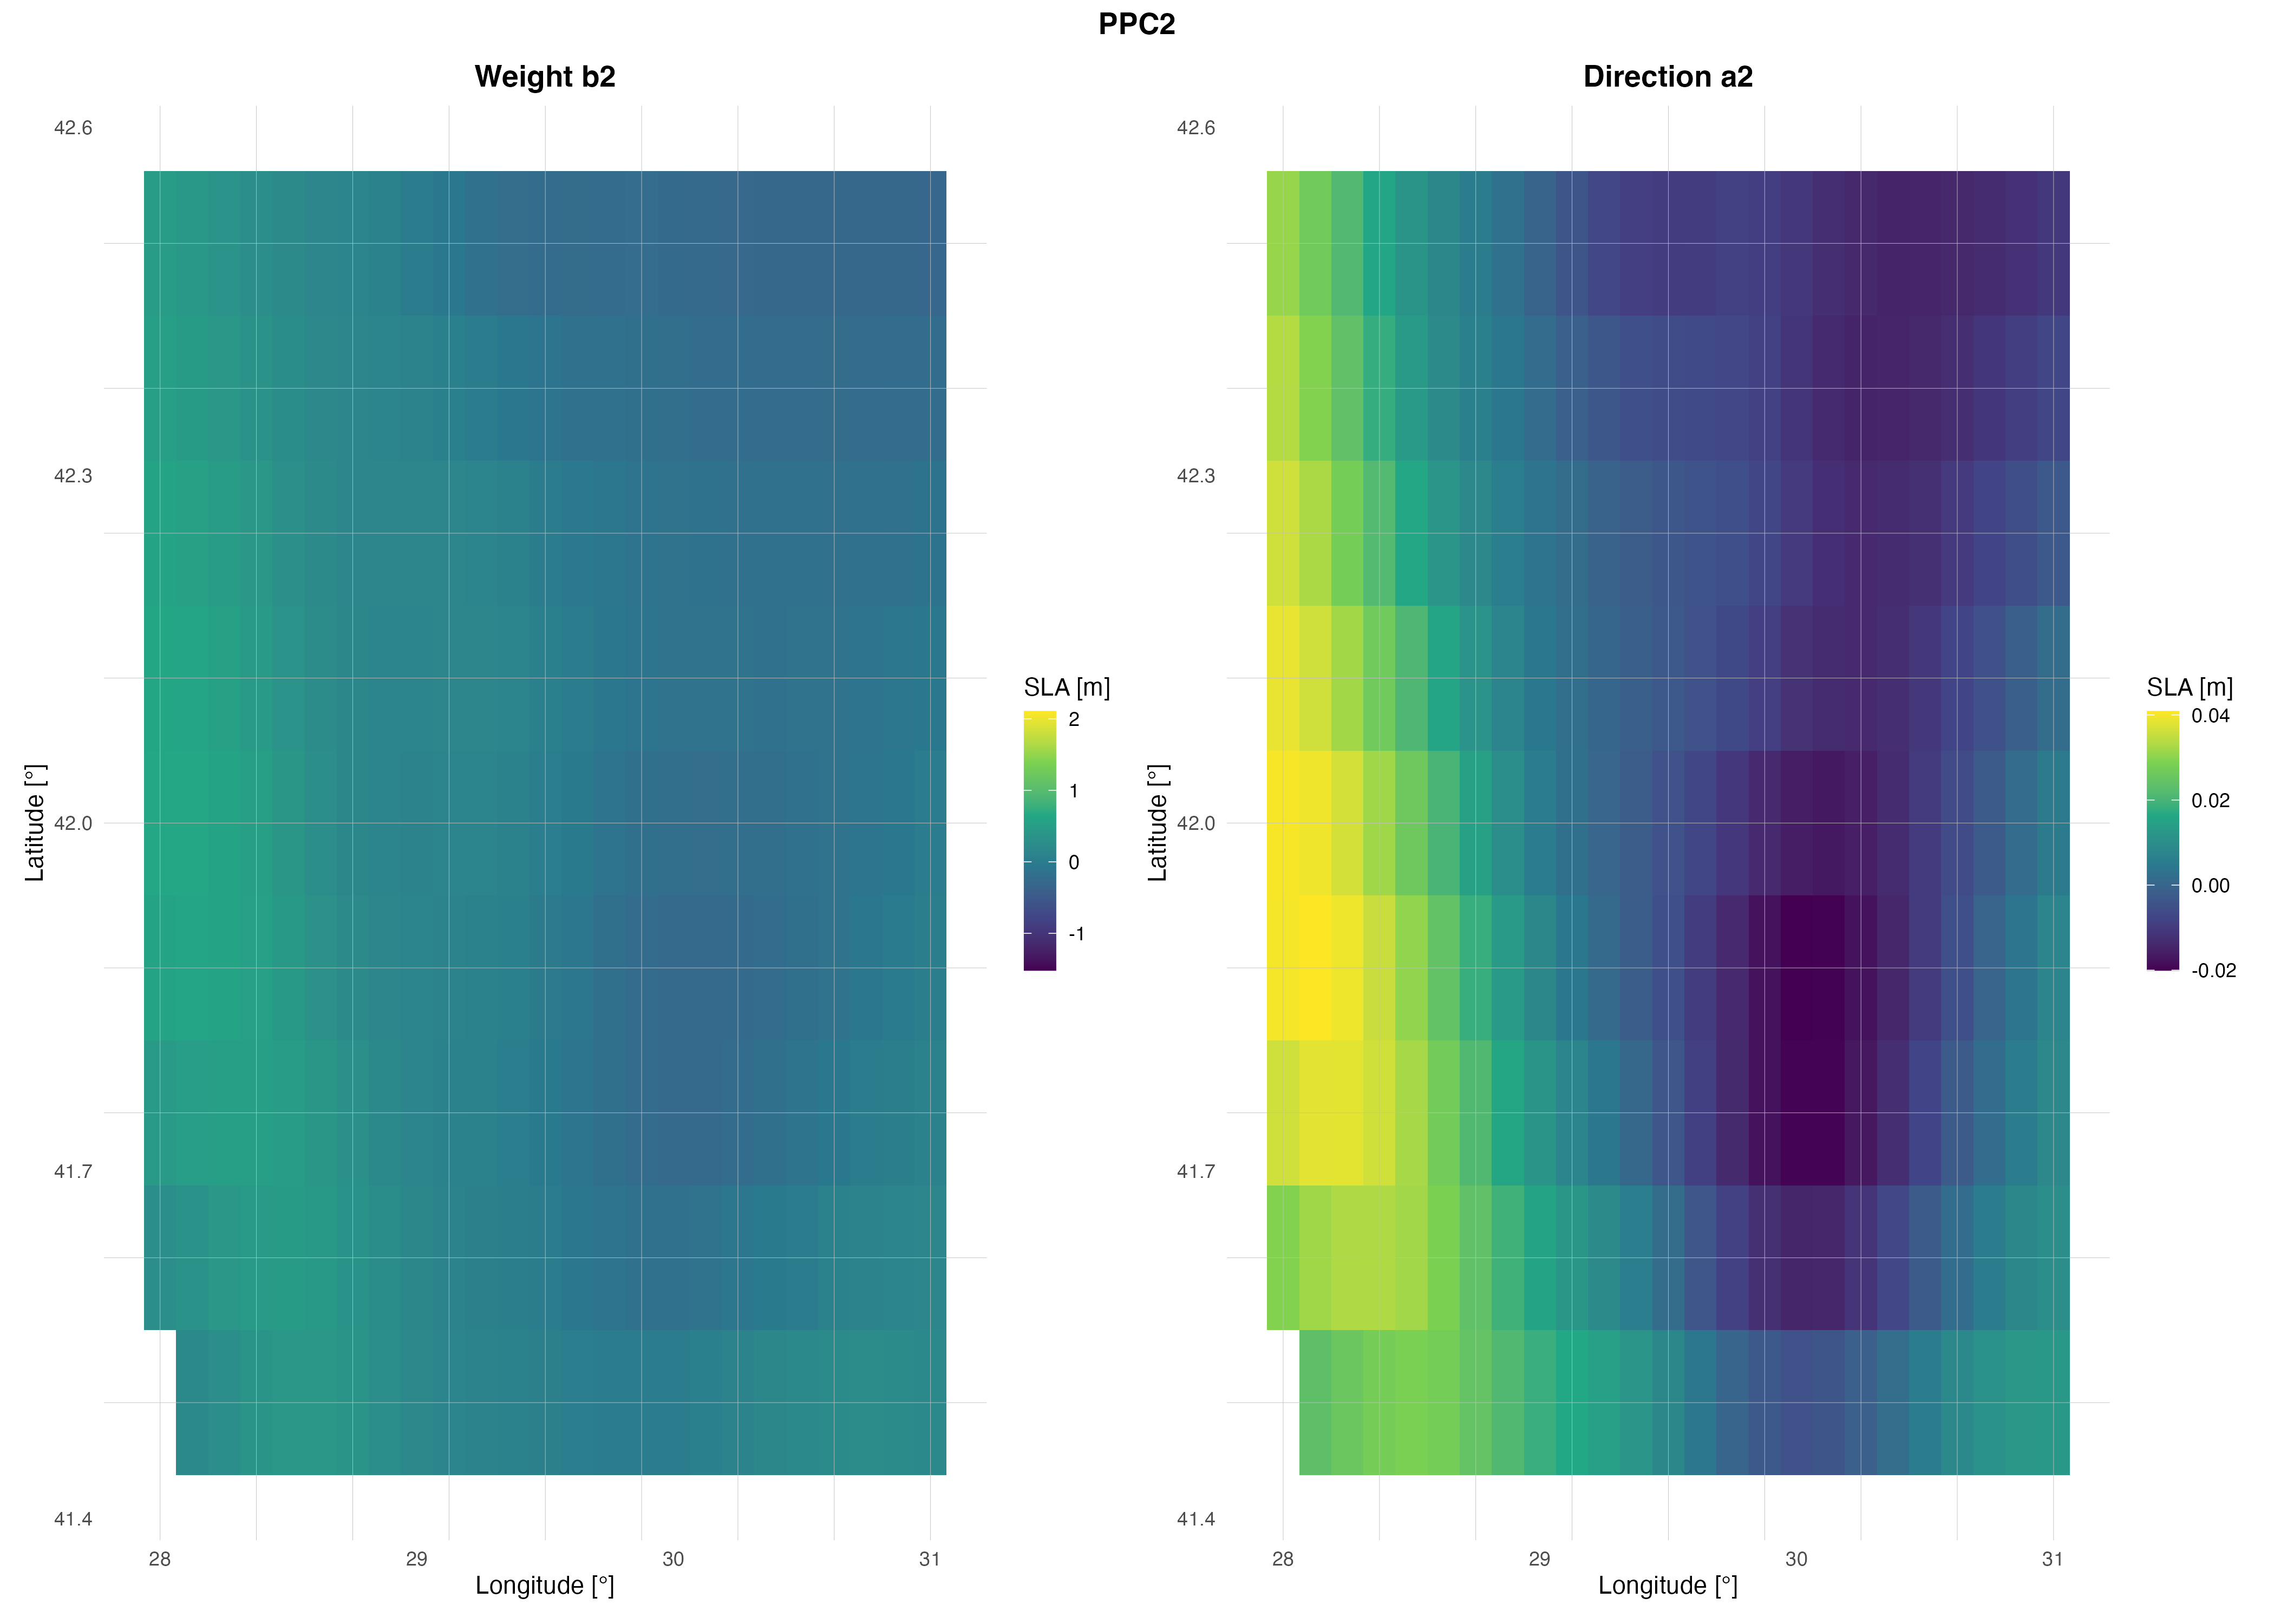 PPC2
Weight b2
42.6
42.3
42.0
41.7
41.4
Latitude [°]
28 29 30 31
Longitude [°]
SLA [m]
2
1
0
-1
Direction a2
42.6
42.3
42.0
41.7
41.4
Latitude [°]
28 29 30 31
Longitude [°]
SLA [m]
0.04
0.02
0.00
-0.02